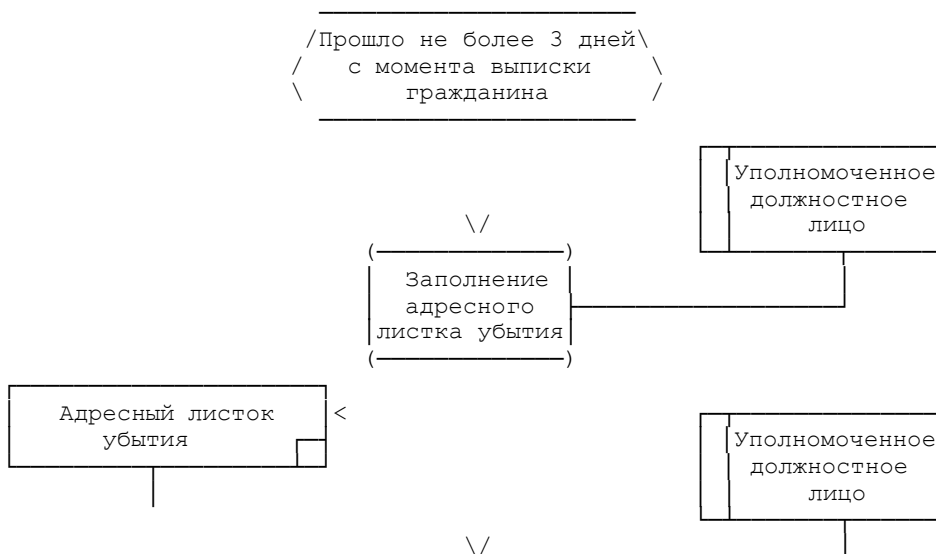 Прошло не более 3 дней
с момента выписки
гражданина
Уполномоченное
должностное
лицо
Заполнение
адресного
листка убытия
Адресный листок
убытия
Уполномоченное
должностное
лицо